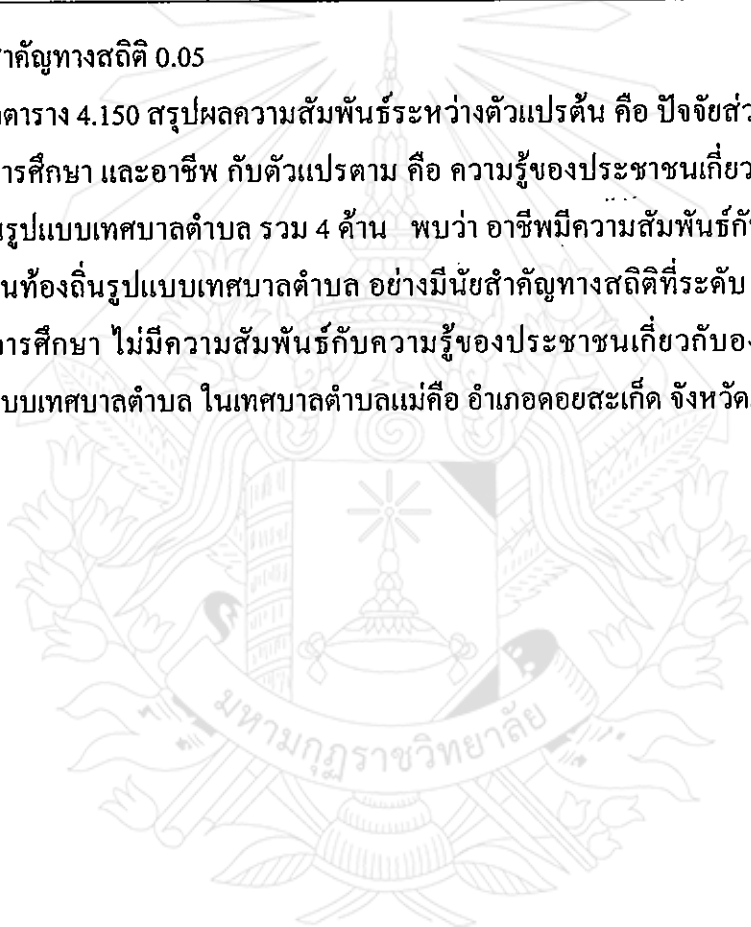 สำคัญทางสถิติ 0.05
ตาราง 4.150 สรุปผลความสัมพันธ์ระหว่างตัวแปรต้น คือ ปัจจัยส่ว
ารศึกษา และอาชีพ กับตัวแปรตาม คือ ความรู้ของประชาชนเกี่ยว
นรูปแบบเทศบาลตำบล รวม 4 ด้าน พบว่า อาชีพมีความสัมพันธ์กับ
นท้องถิ่นรูปแบบเทศบาลตำบล อย่างมีนัยสำคัญทางสถิติที่ระดับ
การศึกษา ไม่มีความสัมพันธ์กับความรู้ของประชาชนเกี่ยวกับอง
บบเทศบาลตำบล ในเทศบาลตำบลแม่คือ อำเภอดอยสะเก็ด จังหวัด
มหามกุฏราชวิทยาลัย